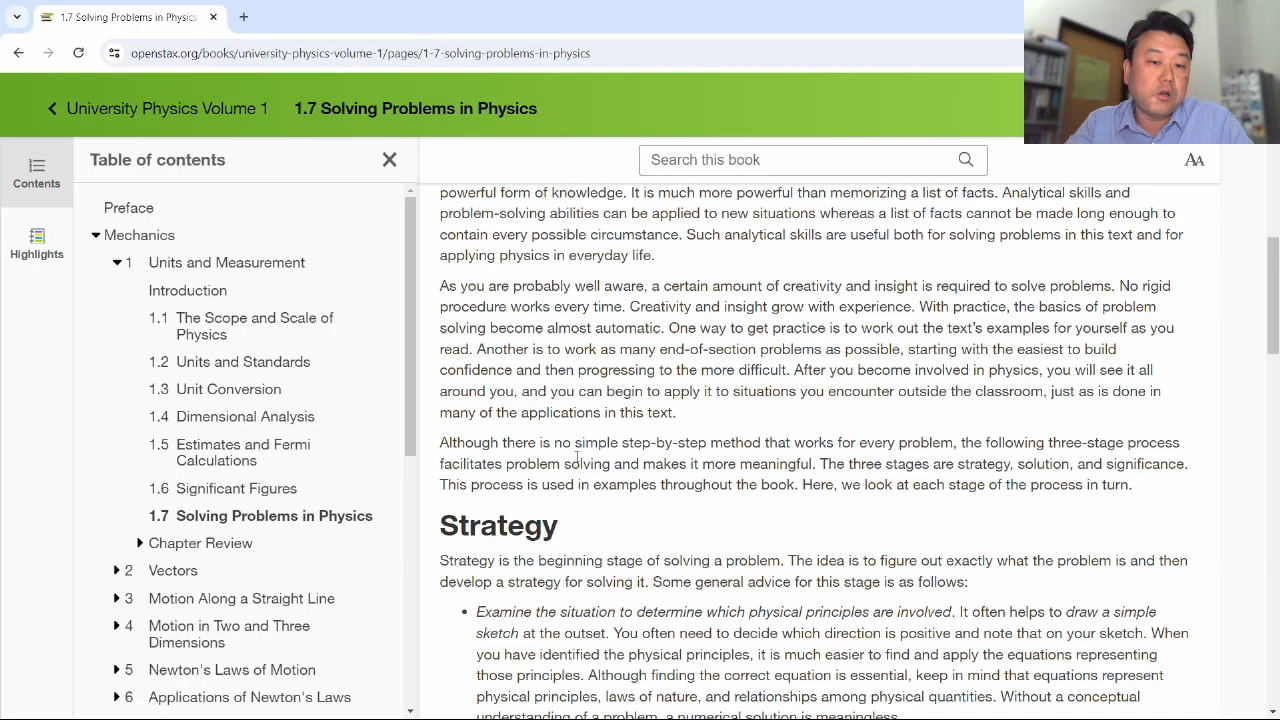 1.7 Solving Problems in Physics
openstax.org/books/university-physics-volume-1/pages/1-7-solving-problems-in-physics
University Physics Volume 1
1.7 Solving Problems in Physics
Contents
Highlights
Table of contents
Preface
Mechanics
1 Units and Measurement
Introduction
1.1 The Scope and Scale of
Physics
1.2 Units and Standards
1.3 Unit Conversion
1.4 Dimensional Analysis
1.5 Estimates and Fermi
Calculations
1.6 Significant Figures
1.7 Solving Problems in Physics
Chapter Review
2 Vectors
3 Motion Along a Straight Line
4 Motion in Two and Three
Dimensions
5 Newton's Laws of Motion
6 Applications of Newton's Laws
Search this book
AA
powerful form of knowledge. It is much more powerful than memorizing a list of facts. Analytical skills and
problem-solving abilities can be applied to new situations whereas a list of facts cannot be made long enough to
contain every possible circumstance. Such analytical skills are useful both for solving problems in this text and for
applying physics in everyday life.
As you are probably well aware, a certain amount of creativity and insight is required to solve problems. No rigid
procedure works every time. Creativity and insight grow with experience. With practice, the basics of problem
solving become almost automatic. One way to get practice is to work out the text's examples for yourself as you
read. Another is to work as many end-of-section problems as possible, starting with the easiest to build
confidence and then progressing to the more difficult. After you become involved in physics, you will see it all
around you, and you can begin to apply it to situations you encounter outside the classroom, just as is done in
many of the applications in this text.
Although there is no simple step-by-step method that works for every problem, the following three-stage process
facilitates problem solving and makes it more meaningful. The three stages are strategy, solution, and significance.
This process is used in examples throughout the book. Here, we look at each stage of the process in turn.
Strategy
Strategy is the beginning stage of solving a problem. The idea is to figure out exactly what the problem is and then
develop a strategy for solving it. Some general advice for this stage is as follows:
• Examine the situation to determine which physical principles are involved. It often helps to draw a simple
sketch at the outset. You often need to decide which direction is positive and note that on your sketch. When
you have identified the physical principles, it is much easier to find and apply the equations representing
those principles. Although finding the correct equation is essential, keep in mind that equations represent
physical principles, laws of nature, and relationships among physical quantities. Without a conceptual
understanding of a problem, a numerical solution is meaningless.